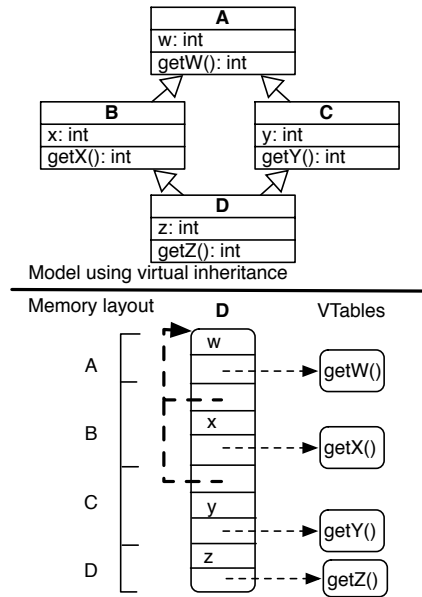 A
w: int
getW(): int
B
x: int
getX(): int
C
y: int
getY(): int
D
z: int
getZ(): int
Model using virtual inheritance
Memory layout
D
VTables
A
w
getW()
B
x
getX()
C
y
getY()
D
z
getZ()